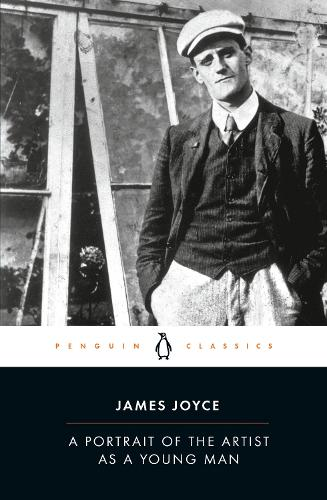 PENGUIN CLASSICS
JAMES JOYCE
A PORTRAIT OF THE ARTIST
AS A YOUNG MAN